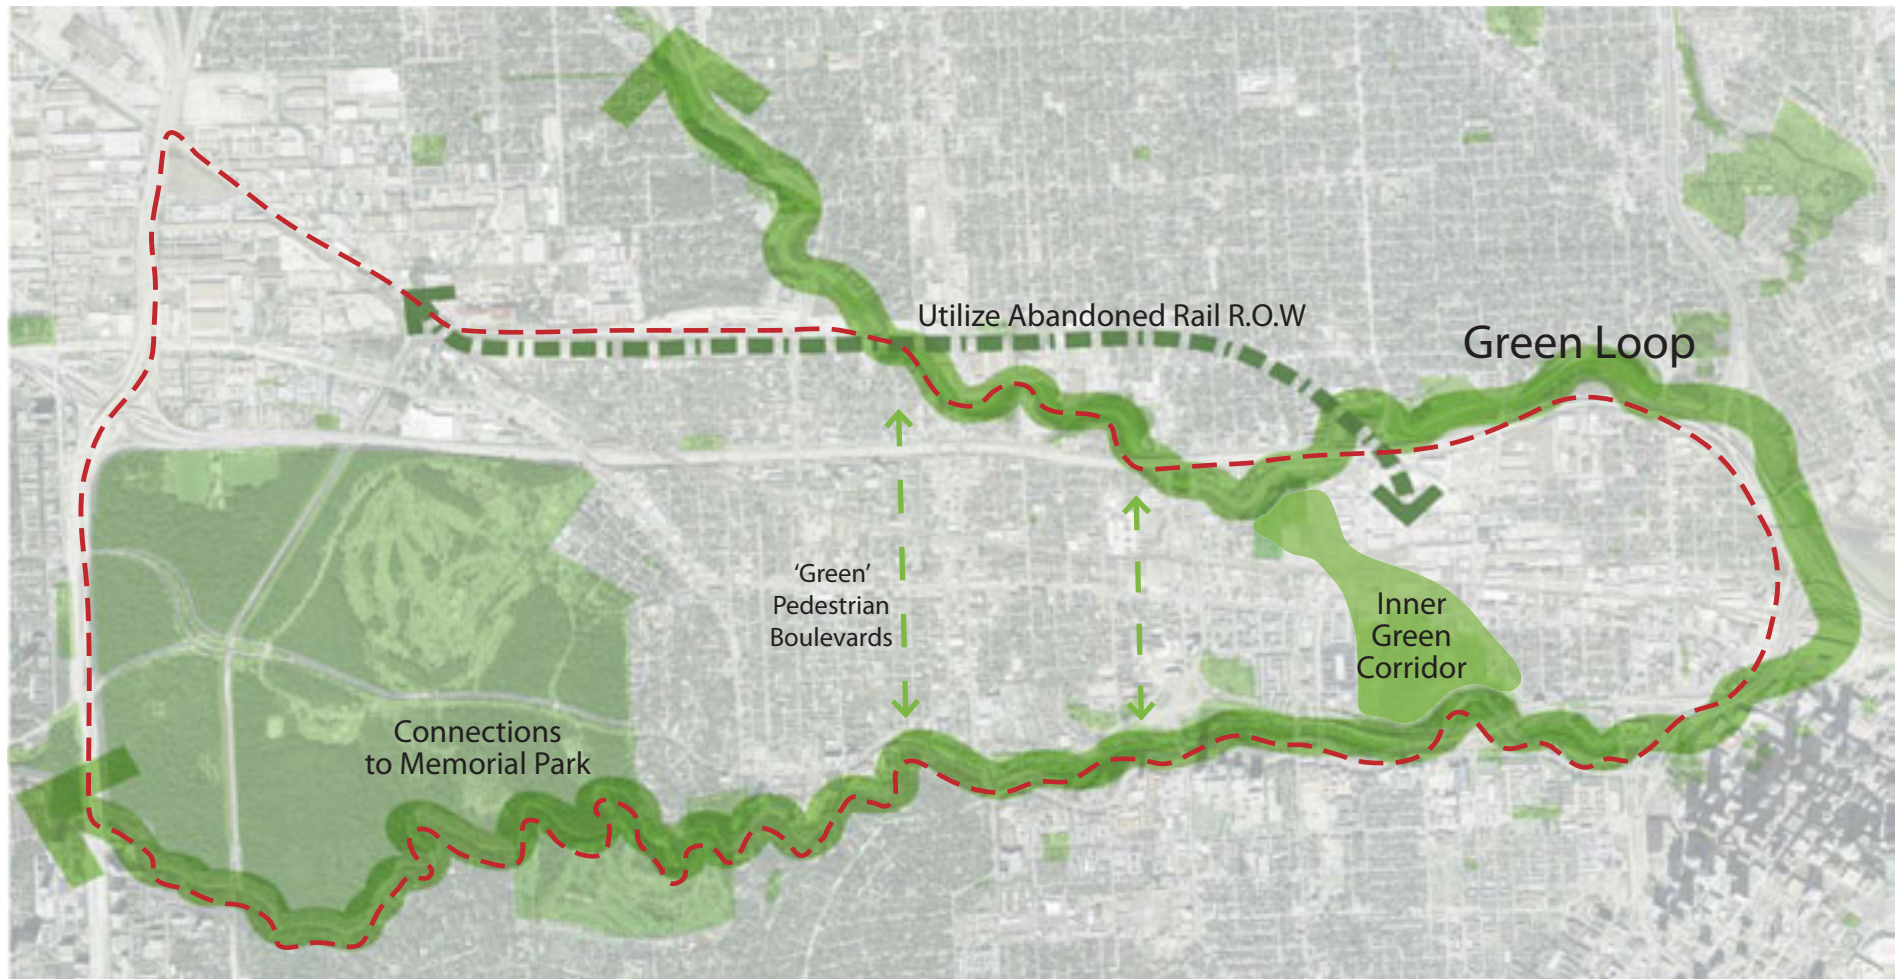 Utilize Abandoned Rail R.O.W
Green Loop
‘Green’
Pedestrian
Boulevards
Inner
Green
Corridor
Connections
to Memorial Park